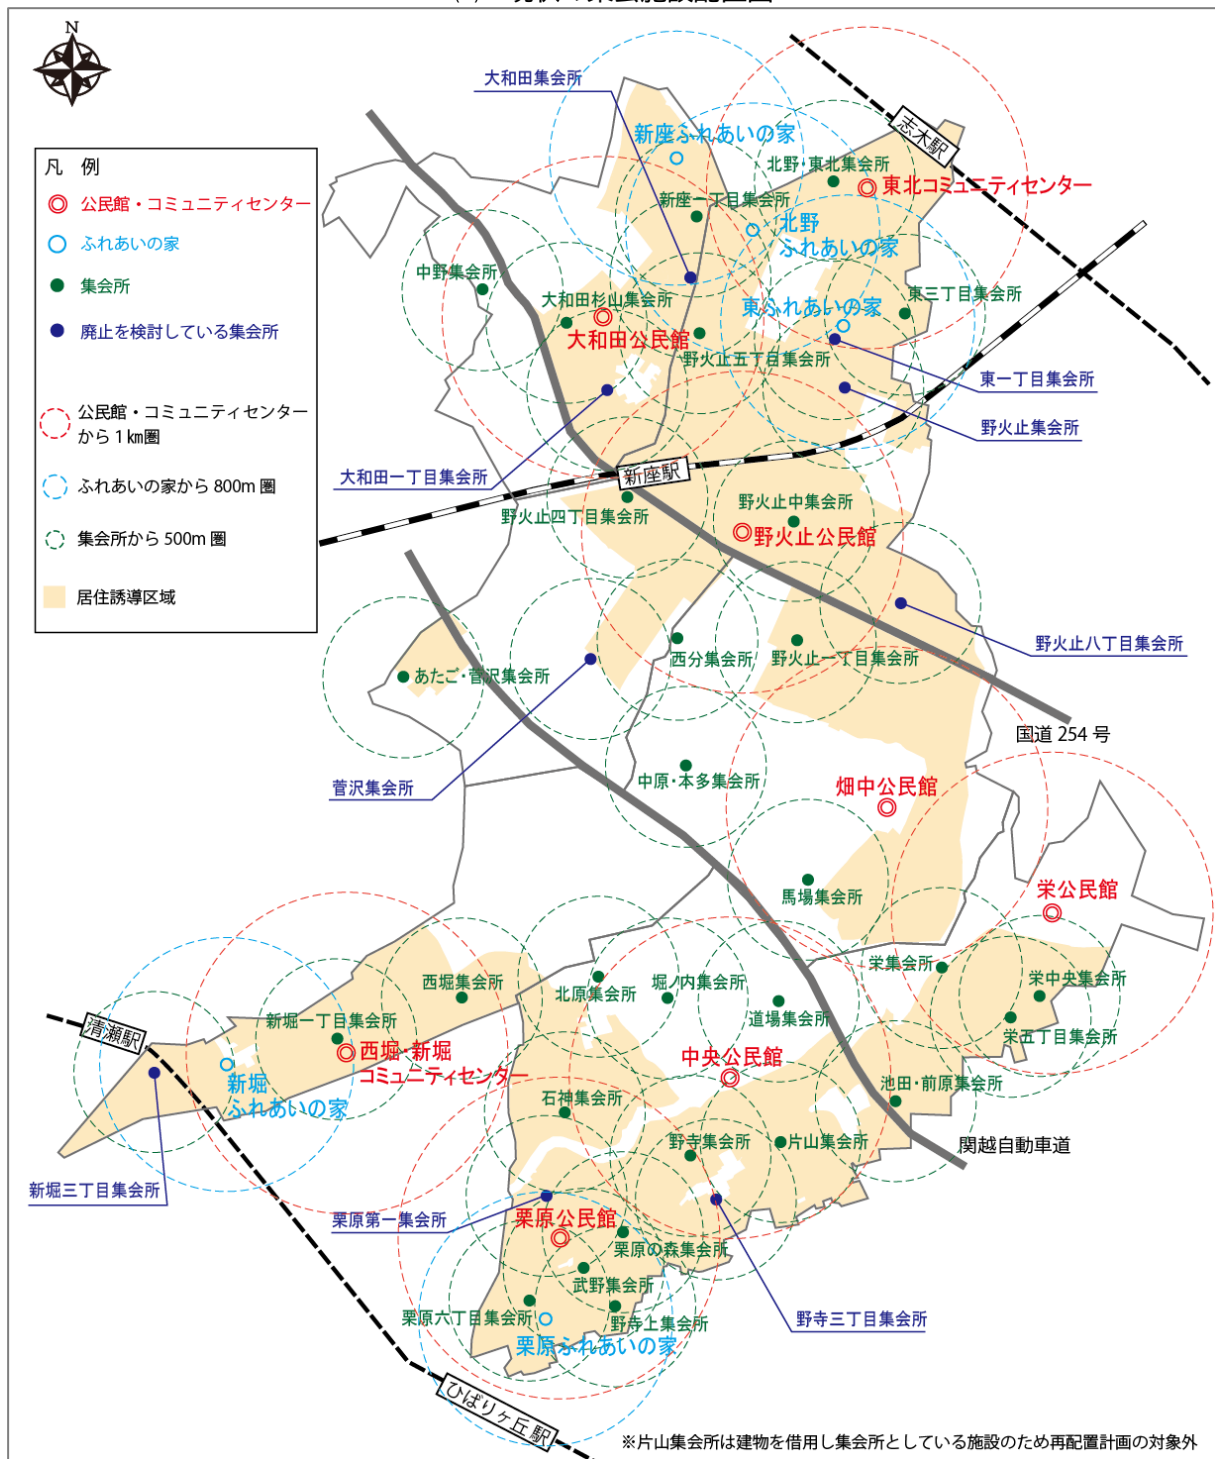 N
凡 例
公民館・コミュニティセンター
ふれあいの家
集会所
廃止を検討している集会所
公民館・コミュニティセンター
から 1 km圏
ふれあいの家から 800m 圏
集会所から 500m 圏
居住誘導区域
大和田集会所
新座ふれあいの家
志木駅
北野・東北集会所
東北コミュニティセンター
新座一丁目集会所
北野
ふれあいの家
中野集会所
大和田杉山集会所
東ふれあいの家
東三丁目集会所
大和田公民館
野火止五丁目集会所
東一丁目集会所
野火止集会所
大和田一丁目集会所
新座駅
野火止四丁目集会所
野火止中集会所
野火止公民館
野火止八丁目集会所
西分集会所
野火止一丁目集会所
あたご・菅沢集会所
国道 254 号
菅沢集会所
中原・本多集会所
畑中公民館
馬場集会所
栄公民館
栄集会所
栄中央集会所
栄五丁目集会所
西堀集会所
北原集会所
堀ノ内集会所
道場集会所
清瀬駅
新堀一丁目集会所
西堀・新堀
コミュニティセンター
新堀
ふれあいの家
中央公民館
池田・前原集会所
石神集会所
野寺集会所
片山集会所
関越自動車道
新堀三丁目集会所
栗原第一集会所
栗原公民館
栗原の森集会所
武野集会所
栗原六丁目集会所
野寺上集会所
野寺三丁目集会所
栗原ふれあいの家
ひばりヶ丘駅
※片山集会所は建物を借用し集会所としている施設のため再配置計画の対象外